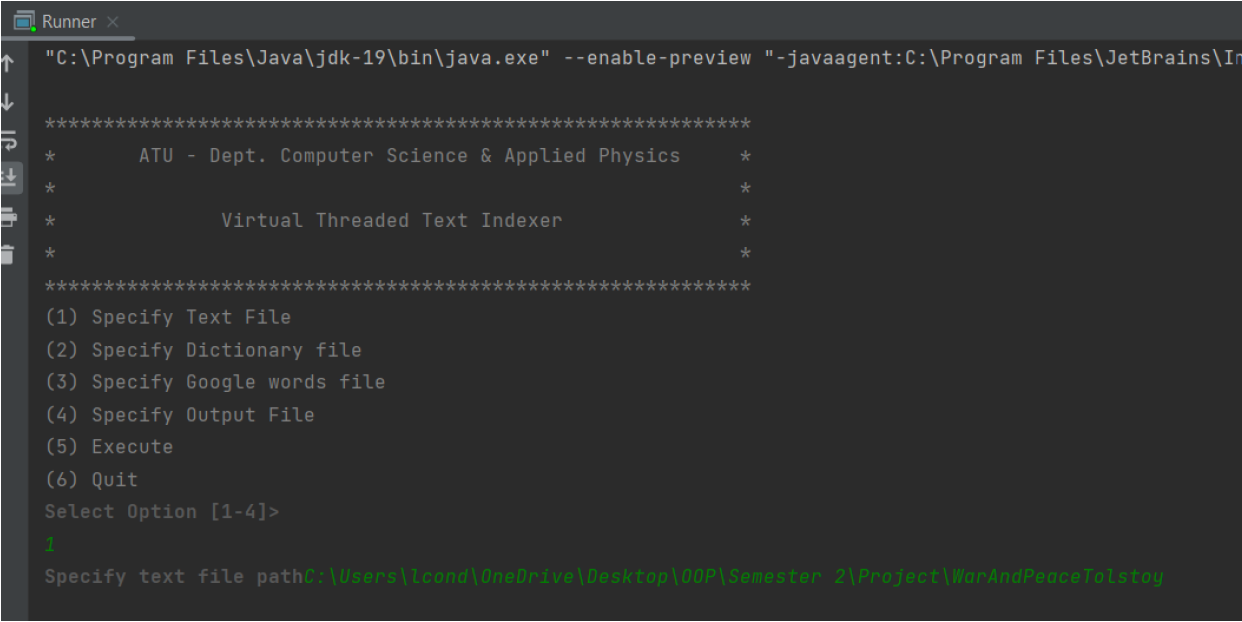 Runner
"C:\Program Files\Java\jdk-19\bin\java.exe" --enable-preview "-javaagent:C:\Program Files\JetBrains\In
************************************************************
*       ATU - Dept. Computer Science & Applied Physics     *
*                                                          *
*              Virtual Threaded Text Indexer               *
*                                                          *
************************************************************
(1) Specify Text File
(2) Specify Dictionary file
(3) Specify Google words file
(4) Specify Output File
(5) Execute
(6) Quit
Select Option [1-4]>
1
Specify text file pathC:\Users\lcond\OneDrive\Desktop\OOP\Semester 2\Project\WarAndPeaceTolstoy